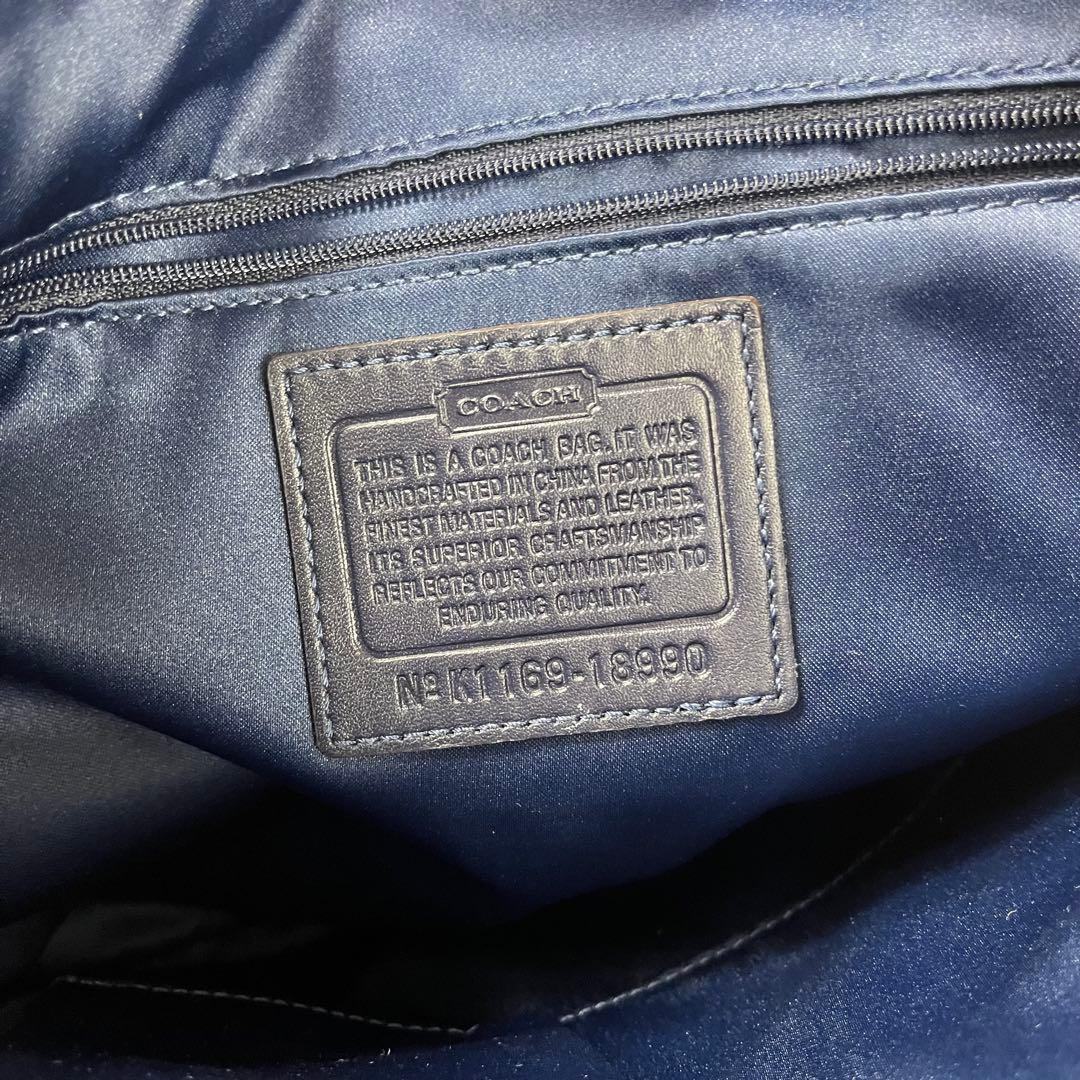 COACH
THIS IS A COACH BAG. IT WAS
HANDCRAFTED IN CHINA FROM THE
FINEST MATERIALS AND LEATHER.
ITS SUPERIOR CRAFTSMANSHIP
REFLECTS OUR COMMITMENT TO
ENDURING QUALITY.
Nº K1169-18990